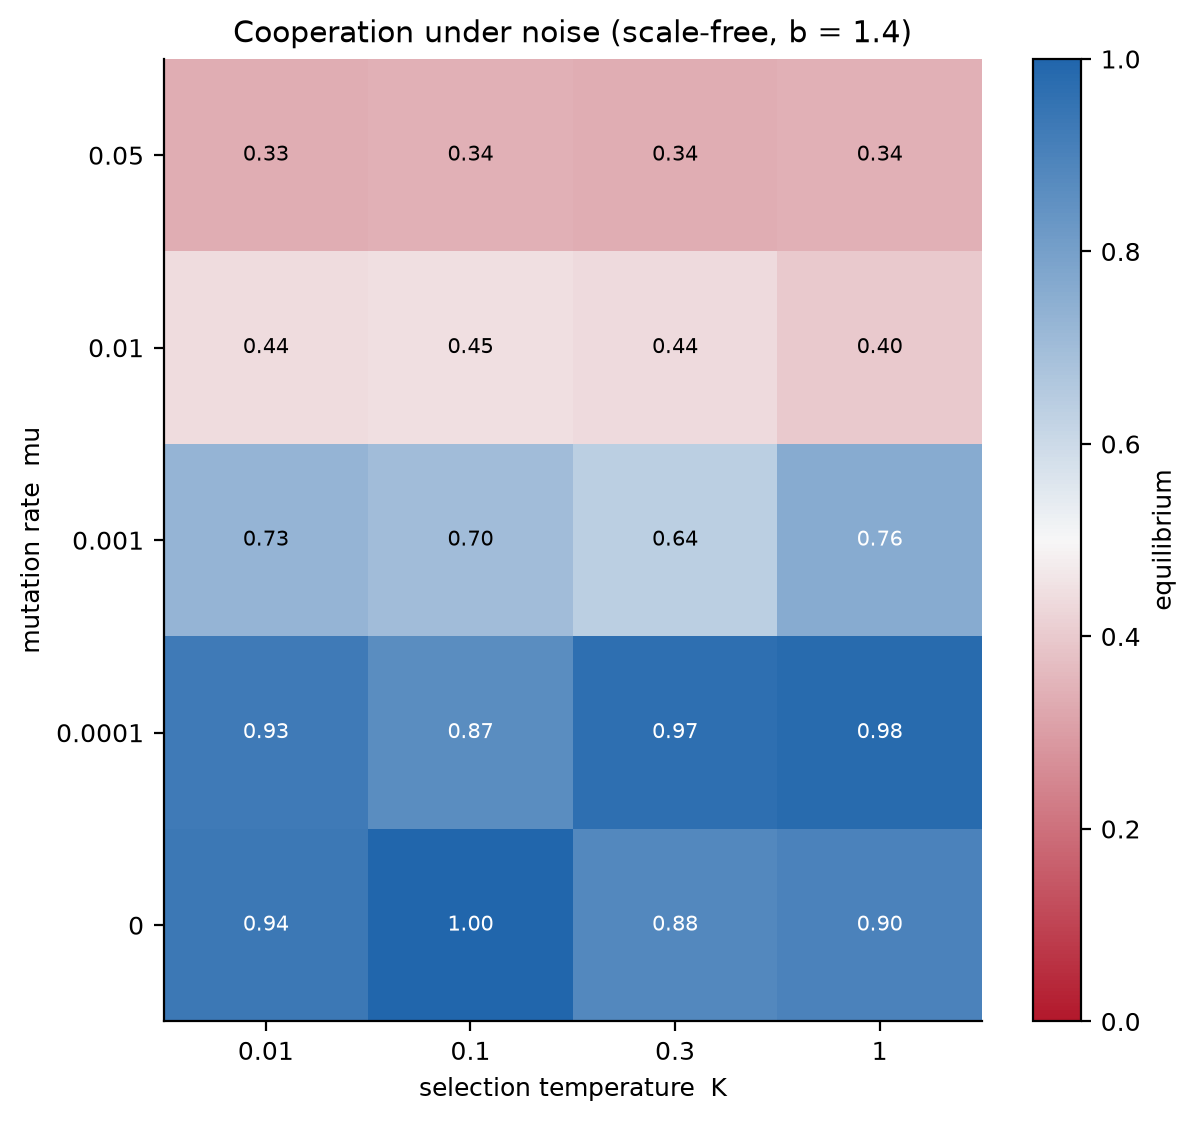 Cooperation under noise (scale-free, b = 1.4)
mutation rate mu
0.05
0.33 0.34 0.34 0.34
0.01
0.44 0.45 0.44 0.40
0.001
0.73 0.70 0.64 0.76
0.0001
0.93 0.87 0.97 0.98
0
0.94 1.00 0.88 0.90
0.01 0.1 0.3 1
selection temperature K
1.0
0.8
0.6
0.4
0.2
0.0
equilibrium